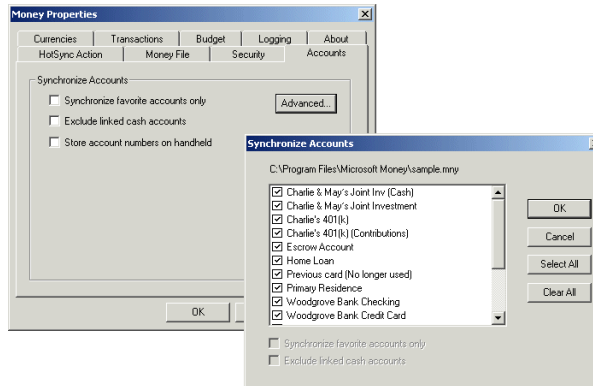 Money Properties
Currencies Transactions Budget Logging About
HotSync Action Money File Security Accounts
Synchronize Accounts
Synchronize favorite accounts only
Advanced...
Exclude linked cash accounts
Store account numbers on handheld
OK
Synchronize Accounts
C:\Program Files\Microsoft Money\sample.mny
Charlie & May's Joint Inv (Cash)
Charlie & May's Joint Investment
Charlie's 401(k)
Charlie's 401(k) (Contributions)
Escrow Account
Home Loan
Previous card (No longer used)
Primary Residence
Woodgrove Bank Checking
Woodgrove Bank Credit Card
OK
Cancel
Select All
Clear All
Synchronize favorite accounts only
Exclude linked cash accounts